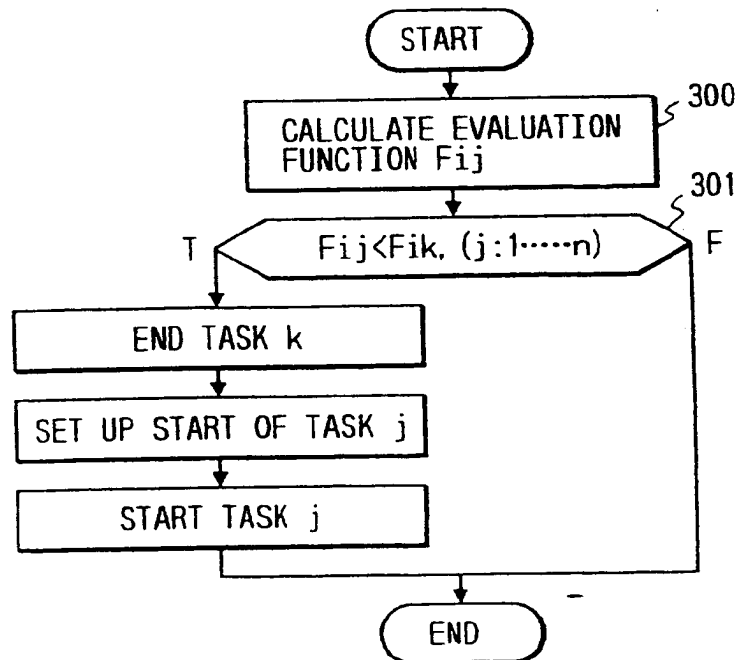 START
300
CALCULATE EVALUATION
FUNCTION Fij
301
T
Fij<Fik, (j:1·····n)
F
END TASK k
SET UP START OF TASK j
START TASK j
END